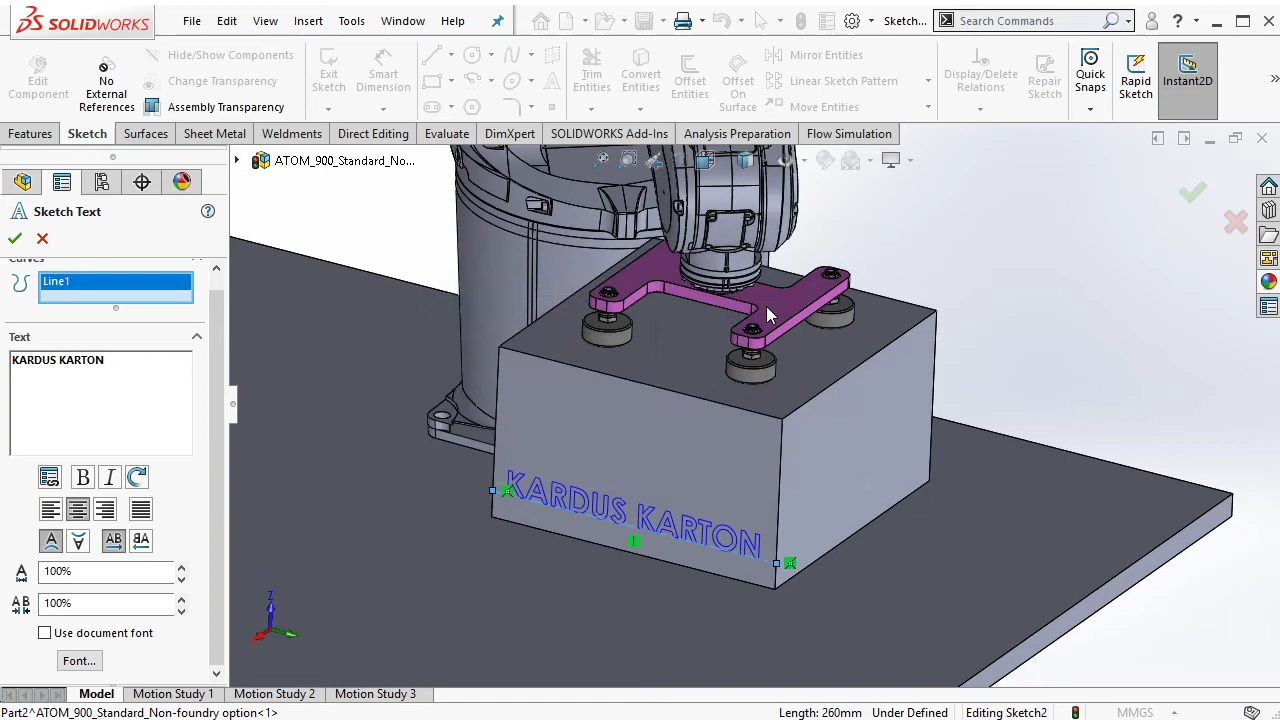 SOLIDWORKS
File Edit View Insert Tools Window Help
Sketch...
Search Commands
Edit Component
No External References
Hide/Show Components
Change Transparency
Assembly Transparency
Exit Sketch
Smart Dimension
Trim Entities
Convert Entities
Offset Entities
Offset On Surface
Mirror Entities
Linear Sketch Pattern
Move Entities
Display/Delete Relations
Repair Sketch
Quick Snaps
Rapid Sketch
Instant2D
Features Sketch Surfaces Sheet Metal Weldments Direct Editing Evaluate DimXpert SOLIDWORKS Add-Ins Analysis Preparation Flow Simulation
ATOM_900_Standard_No...
Sketch Text
Curves
Line1
Text
KARDUS KARTON
B I
AB
100%
AB 100%
Use document font
Font...
KARDUS KARTON
Z
Model Motion Study 1 Motion Study 2 Motion Study 3
Part2^ATOM_900_Standard_Non-foundry option<1>
Length: 260mm Under Defined Editing Sketch2 MMGS